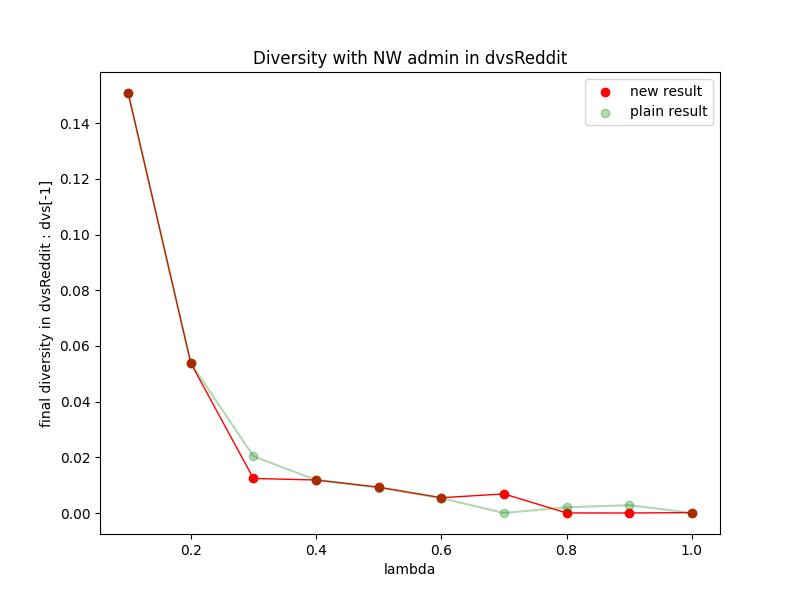 Diversity with NW admin in dvsReddit
new result
plain result
final diversity in dvsReddit : dvs[-1]
0.14
0.12
0.10
0.08
0.06
0.04
0.02
0.00
0.2 0.4 0.6 0.8 1.0
lambda